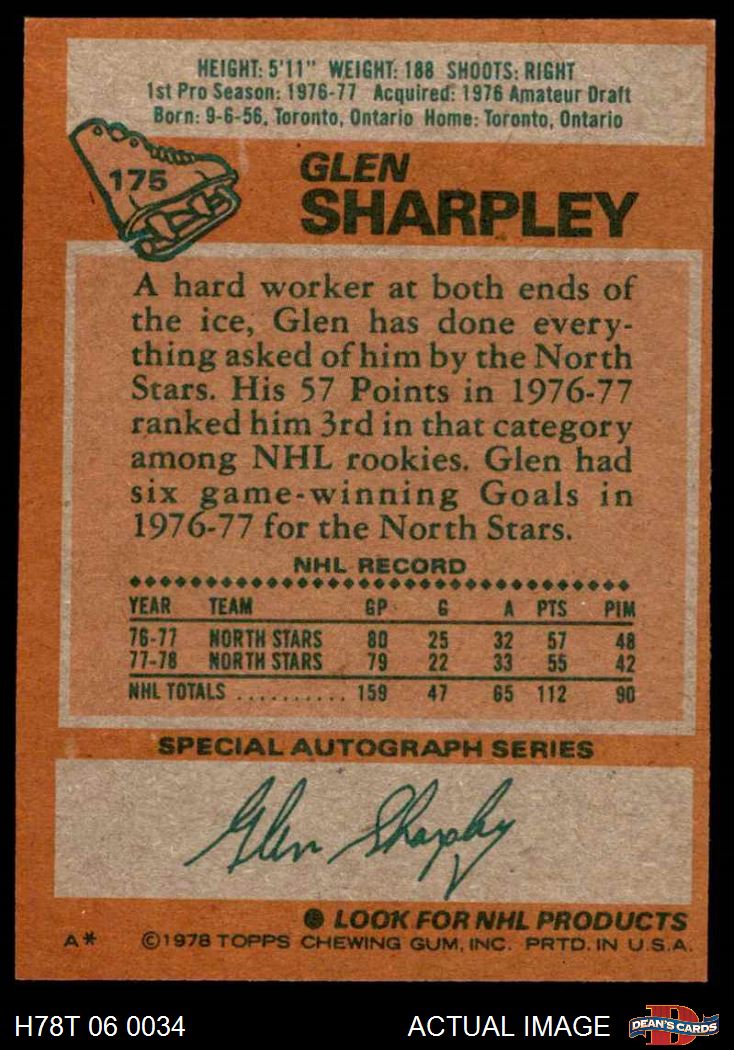 HEIGHT: 5'11" WEIGHT: 188 SHOOTS: RIGHT
1st Pro Season: 1976-77 Acquired: 1976 Amateur Draft
Born: 9-6-56, Toronto, Ontario Home: Toronto, Ontario
175
GLEN
SHARPLEY
A hard worker at both ends of
the ice, Glen has done every-
thing asked of him by the North
Stars. His 57 Points in 1976-77
ranked him 3rd in that category
among NHL rookies. Glen had
six game-winning Goals in
1976-77 for the North Stars.
NHL RECORD
YEAR TEAM GP G A PTS PIM
76-77 NORTH STARS 80 25 32 57 48
77-78 NORTH STARS 79 22 33 55 42
NHL TOTALS .......... 159 47 65 112 90
SPECIAL AUTOGRAPH SERIES
Glen Sharpley
LOOK FOR NHL PRODUCTS
A* ©1978 TOPPS CHEWING GUM, INC. PRTD. IN U.S.A.
H78T 06 0034 ACTUAL IMAGE D DEAN'S CARDS